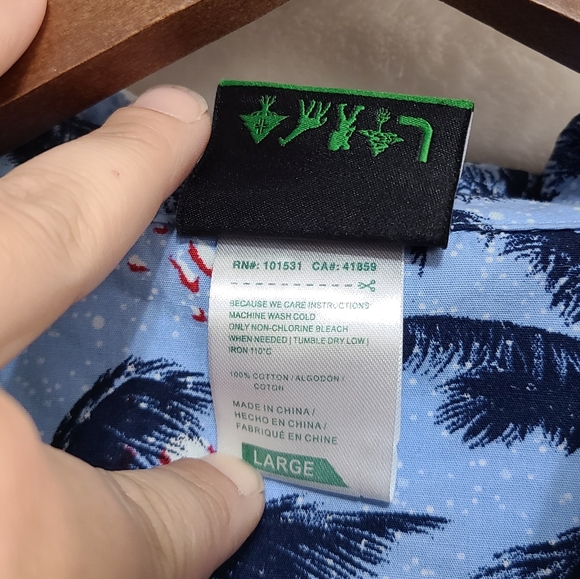 L
RN#: 101531 CA#: 41859
BECAUSE WE CARE INSTRUCTIONS
MACHINE WASH COLD
ONLY NON-CHLORINE BLEACH
WHEN NEEDED | TUMBLE DRY LOW |
IRON 110°C
100% COTTON / ALGODÓN /
COTON
MADE IN CHINA /
HECHO EN CHINA /
FABRIQUÉ EN CHINE
LARGE